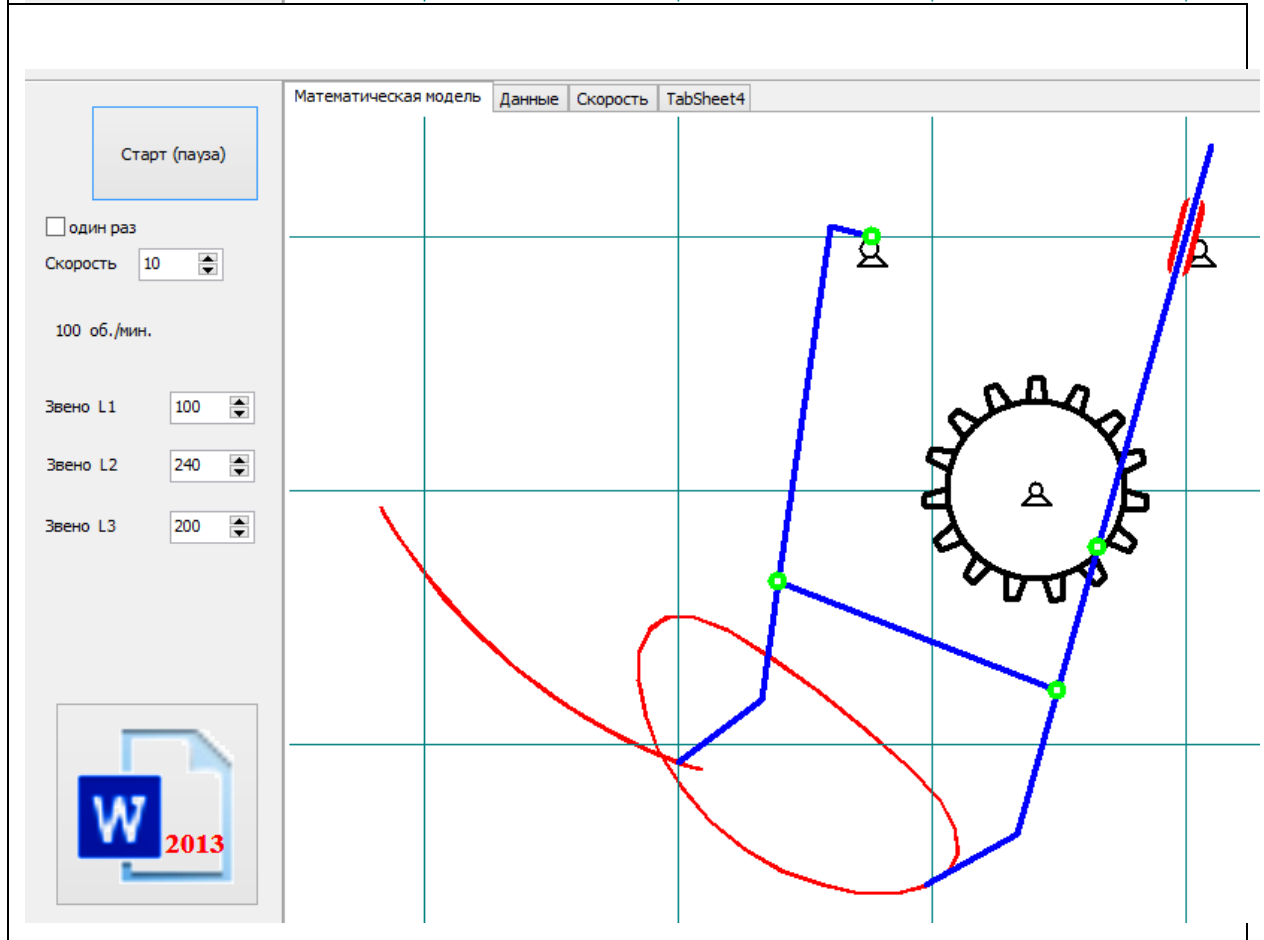 Математическая модель Данные Скорость TabSheet4
Старт (пауза)
один раз
Скорость 10
100 об./мин.
Звено L1 100
Звено L2 240
Звено L3 200
W 2013